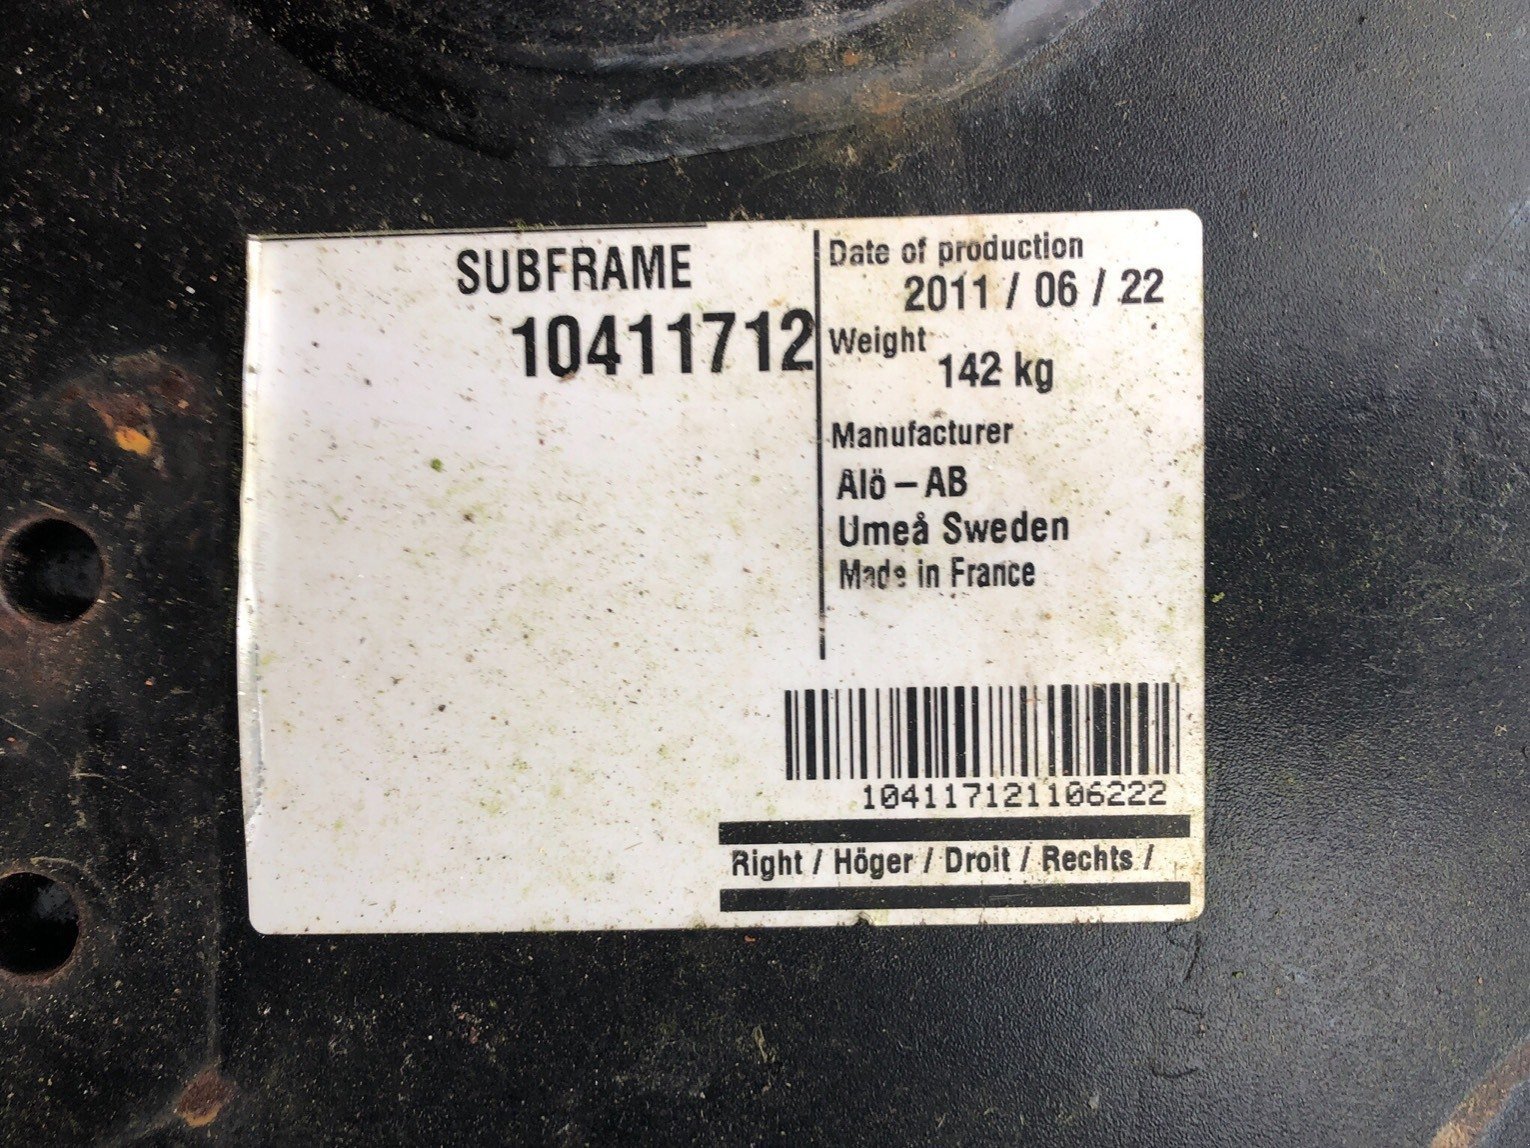 SUBFRAME
10411712
Date of production
2011 / 06 / 22
Weight
142 kg
Manufacturer
Ålö - AB
Umeå Sweden
Made in France
104117121106222
Right / Höger / Droit / Rechts /